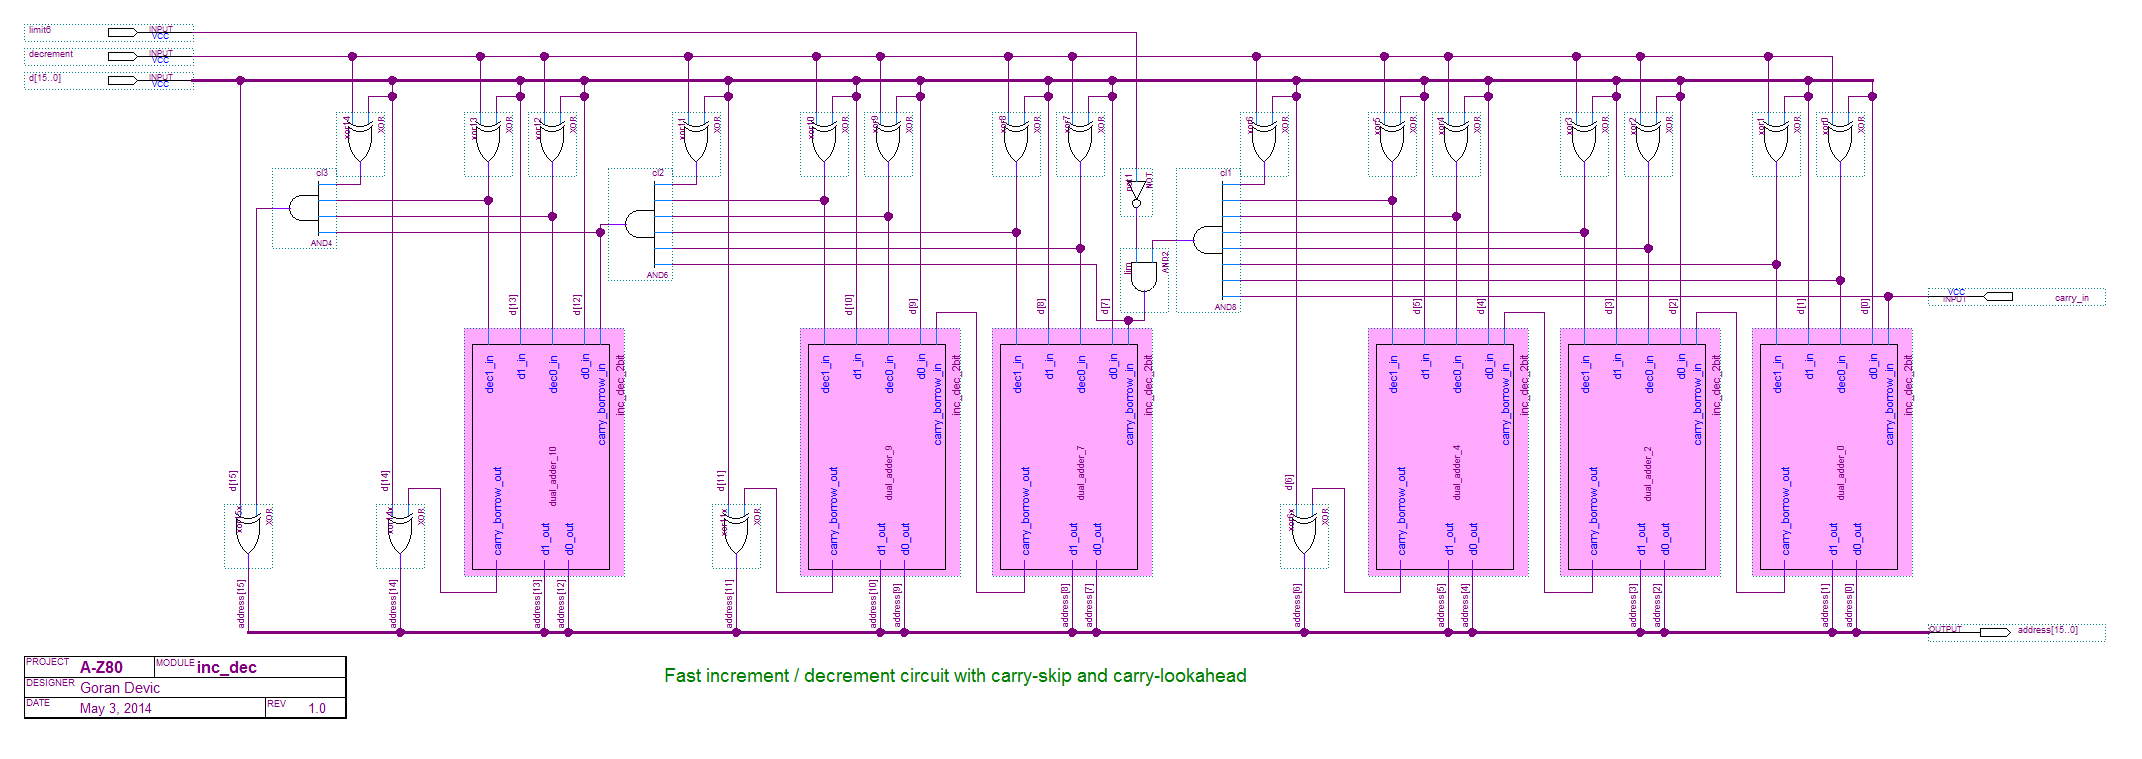 limit6
INPUT
VCC
decrement
INPUT
VCC
d[15..0]
INPUT
VCC
xor14
XOR
xor13
XOR
xor12
XOR
xor11
XOR
xor10
XOR
xor9
XOR
xor8
XOR
xor7
XOR
xor6
XOR
xor5
XOR
xor4
XOR
xor3
XOR
xor2
XOR
xor1
XOR
xor0
XOR
cl3
AND4
cl2
AND6
not1
NOT
lim
AND2
cl1
AND8
VCC
INPUT
carry_in
d[13]
d[12]
d[10]
d[9]
d[8]
d[7]
d[5]
d[4]
d[3]
d[2]
d[1]
d[0]
dec1_in
d1_in
dec0_in
d0_in
carry_borrow_in
inc_dec_2bit
dual_adder_10
carry_borrow_out
d1_out
d0_out
dec1_in
d1_in
dec0_in
d0_in
carry_borrow_in
inc_dec_2bit
dual_adder_9
carry_borrow_out
d1_out
d0_out
dec1_in
d1_in
dec0_in
d0_in
carry_borrow_in
inc_dec_2bit
dual_adder_7
carry_borrow_out
d1_out
d0_out
dec1_in
d1_in
dec0_in
d0_in
carry_borrow_in
inc_dec_2bit
dual_adder_4
carry_borrow_out
d1_out
d0_out
dec1_in
d1_in
dec0_in
d0_in
carry_borrow_in
inc_dec_2bit
dual_adder_2
carry_borrow_out
d1_out
d0_out
dec1_in
d1_in
dec0_in
d0_in
carry_borrow_in
inc_dec_2bit
dual_adder_0
carry_borrow_out
d1_out
d0_out
d[15]
d[14]
d[11]
d[6]
XOR
XOR
XOR
XOR
address[15]
address[14]
address[13]
address[12]
address[11]
address[10]
address[9]
address[8]
address[7]
address[6]
address[5]
address[4]
address[3]
address[2]
address[1]
address[0]
OUTPUT
address[15..0]
PROJECT A-Z80 MODULE inc_dec
DESIGNER Goran Devic
DATE May 3, 2014 REV 1.0
Fast increment / decrement circuit with carry-skip and carry-lookahead